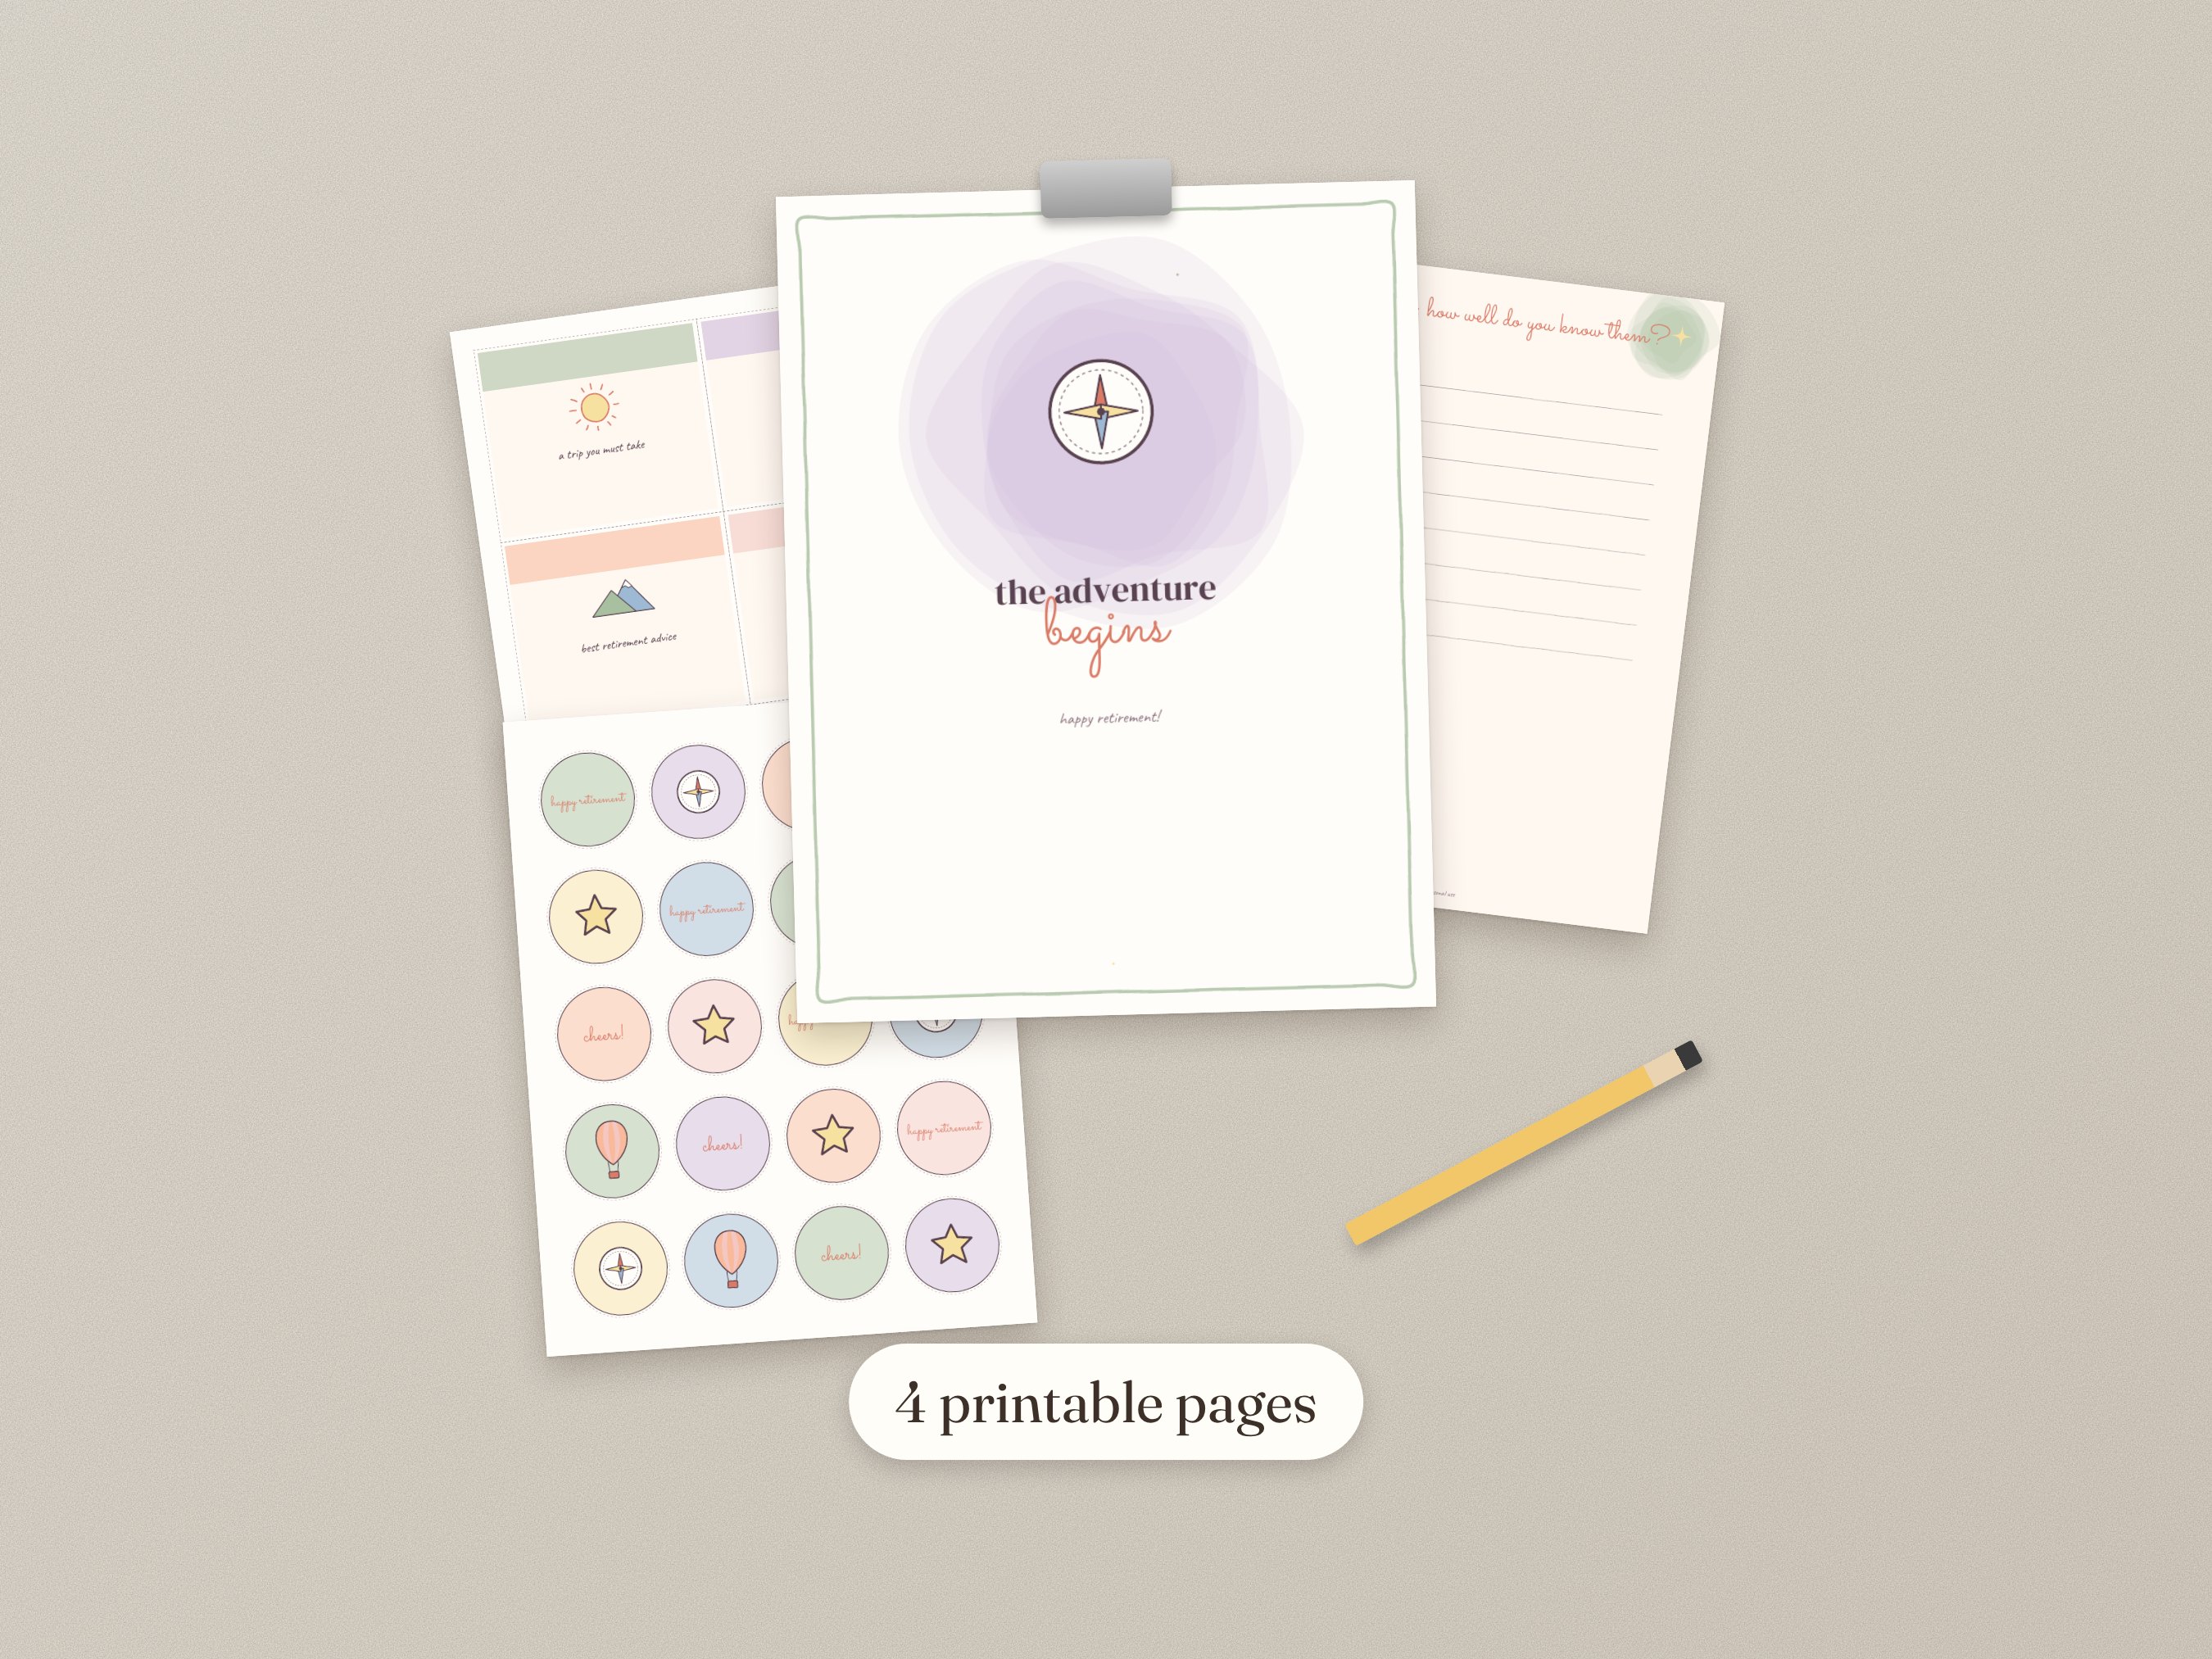 how well do you know them?
a trip you must take
best retirement advice
the adventure
begins
happy retirement!
happy retirement
happy retirement
cheers!
cheers!
happy retirement
cheers!
4 printable pages